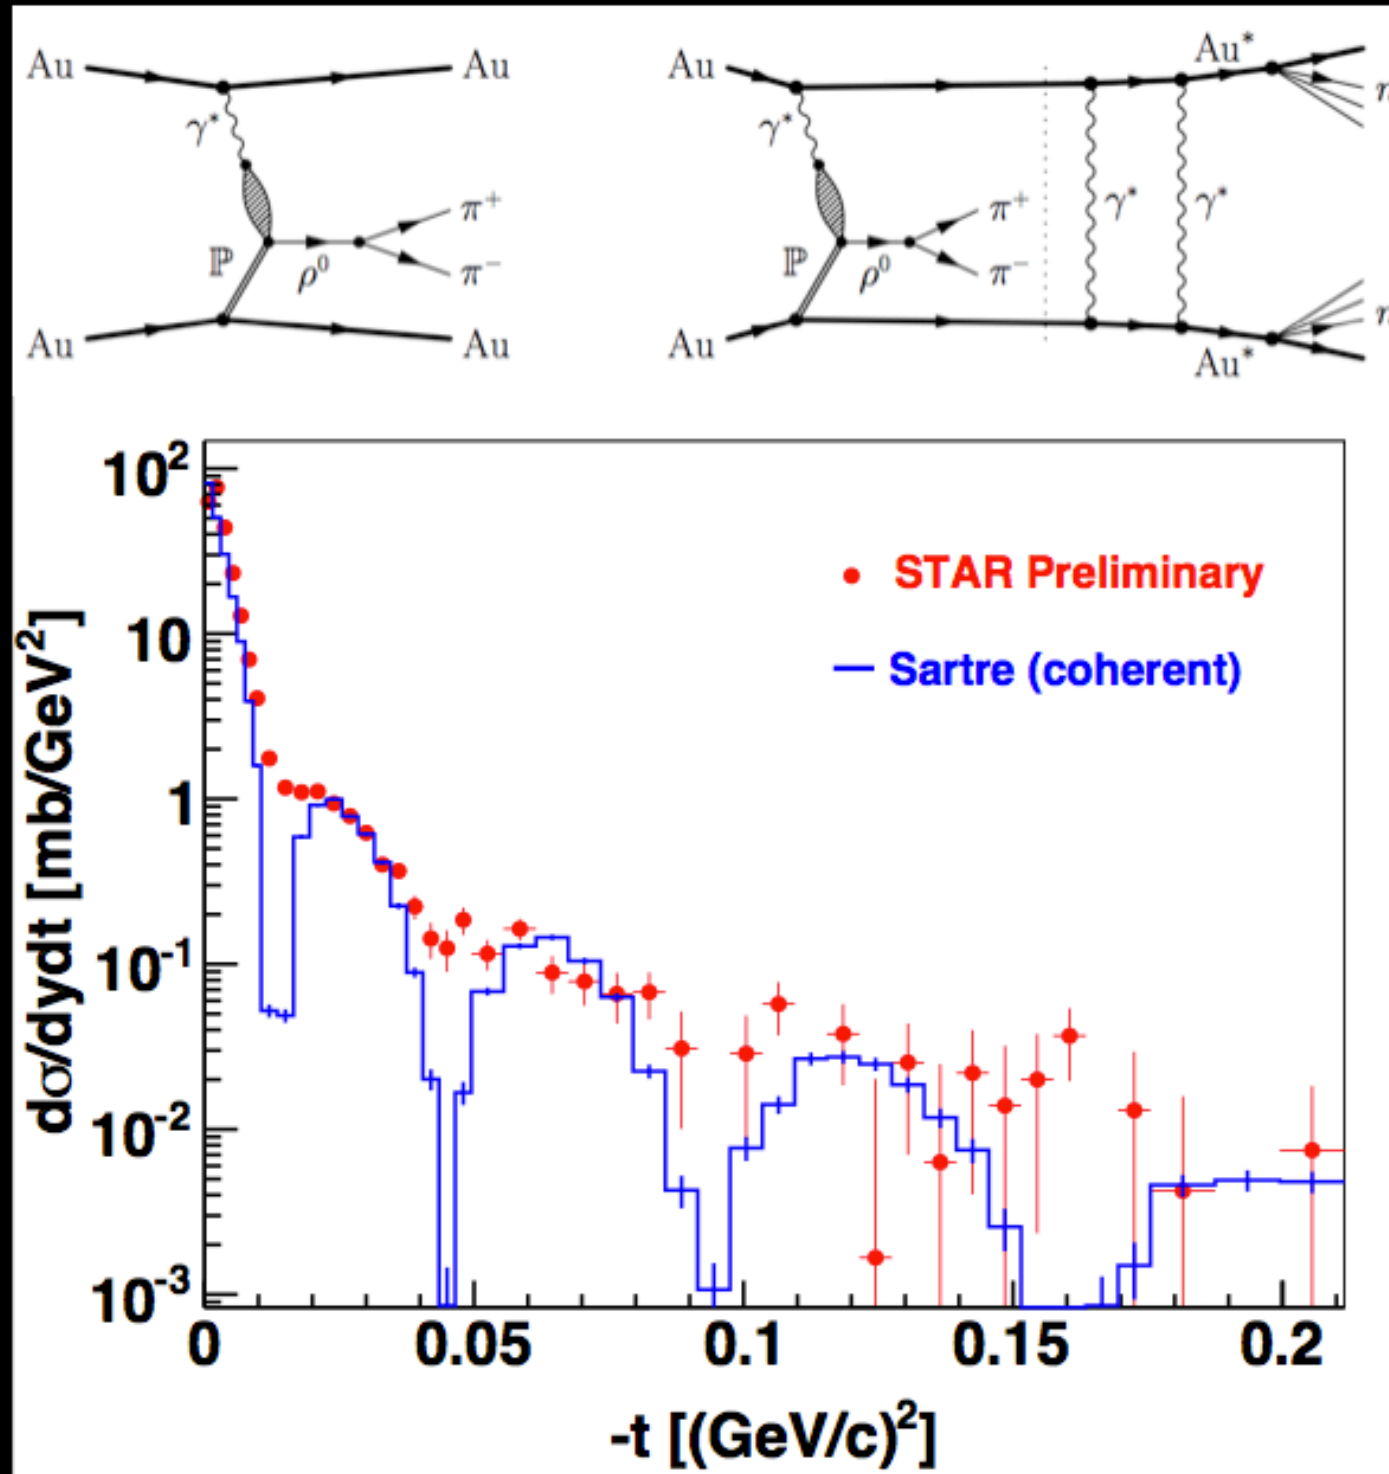 Au Au Au Au*
γ* γ* n
π+ π+ γ* γ*
ℙ ρ⁰ π− ℙ ρ⁰ π− n
Au Au Au Au*
10²
10
1
10⁻¹
10⁻²
10⁻³
dσ/dydt [mb/GeV²]
STAR Preliminary
Sartre (coherent)
0 0.05 0.1 0.15 0.2
-t [(GeV/c)²]